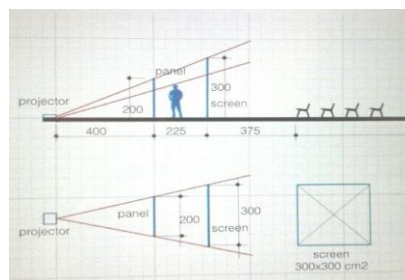 panel
projector
300
200
screen
400
225
375
panel
200
300
projector
screen
screen
300x300 cm2